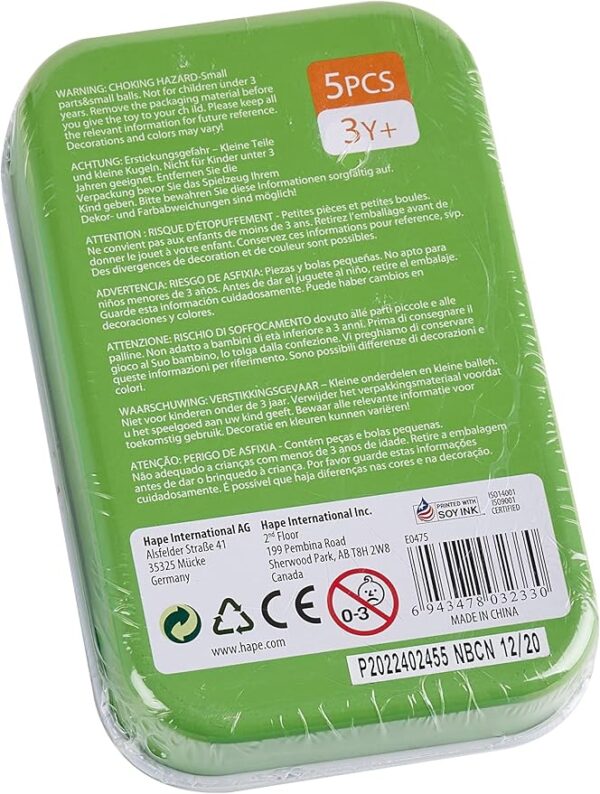 WARNING: CHOKING HAZARD-Small
parts&small balls. Not for children under 3
years. Remove the packaging material before
you give the toy to your child. Please keep all
the relevant information for future reference.
Decorations and colors may vary!
5PCS
3Y+
ACHTUNG: Erstickungsgefahr – Kleine Teile
und kleine Kugeln. Nicht für Kinder unter 3
Jahren geeignet. Entfernen Sie die
Verpackung bevor Sie das Spielzeug Ihrem
Kind geben. Bitte bewahren Sie diese Informationen sorgfältig auf.
Dekor- und Farbabweichungen sind möglich!
ATTENTION : RISQUE D'ÉTOPUFFEMENT - Petites pièces et petites boules.
Ne convient pas aux enfants de moins de 3 ans. Retirez l'emballage avant de
donner le jouet à votre enfant. Conservez ces informations pour reference, svp.
Des divergences de decoration et de couleur sont possibles.
ADVERTENCIA: RIESGO DE ASFIXIA: Piezas y bolas pequeñas. No apto para
niños menores de 3 años. Antes de dar el juguete al niño, retire el embalaje.
Guarde esta información cuidadosamente. Puede haber cambios en
decoraciones y colores.
ATTENZIONE: RISCHIO DI SOFFOCAMENTO dovuto alle parti piccole e alle
palline. Non adatto a bambini di età inferiore a 3 anni. Prima di consegnare il
gioco al Suo bambino, lo tolga dalla confezione. Vi preghiamo di conservare
queste informazioni per riferimento. Sono possibili differenze di decorazioni e
colori.
WAARSCHUWING: VERSTIKKINGSGEVAAR – Kleine onderdelen en kleine ballen.
Niet voor kinderen onder de 3 jaar. Verwijder het verpakkingsmateriaal voordat
u het speelgoed aan uw kind geeft. Bewaar alle relevante informatie voor
toekomstig gebruik. Decoratie en kleuren kunnen variëren!
ATENÇÃO: PERIGO DE ASFIXIA - Contém peças e bolas pequenas.
Não adequado a crianças com menos de 3 anos de idade. Retire a embalagem
antes de dar o brinquedo à criança. Por favor guarde estas informações
cuidadosamente. É possivel que haja diferenças nas cores e na decoração.
Hape International AG
Alsfelder Straße 41
35325 Mücke
Germany
Hape International Inc.
2nd Floor
199 Pembina Road
Sherwood Park, AB T8H 2W8
Canada
PRINTED WITH
SOY INK
ISO14001
ISO9001
CERTIFIED
E0475
6 943478 032330
MADE IN CHINA
CE
0-3
www.hape.com
P2022402455 NBCN 12/20